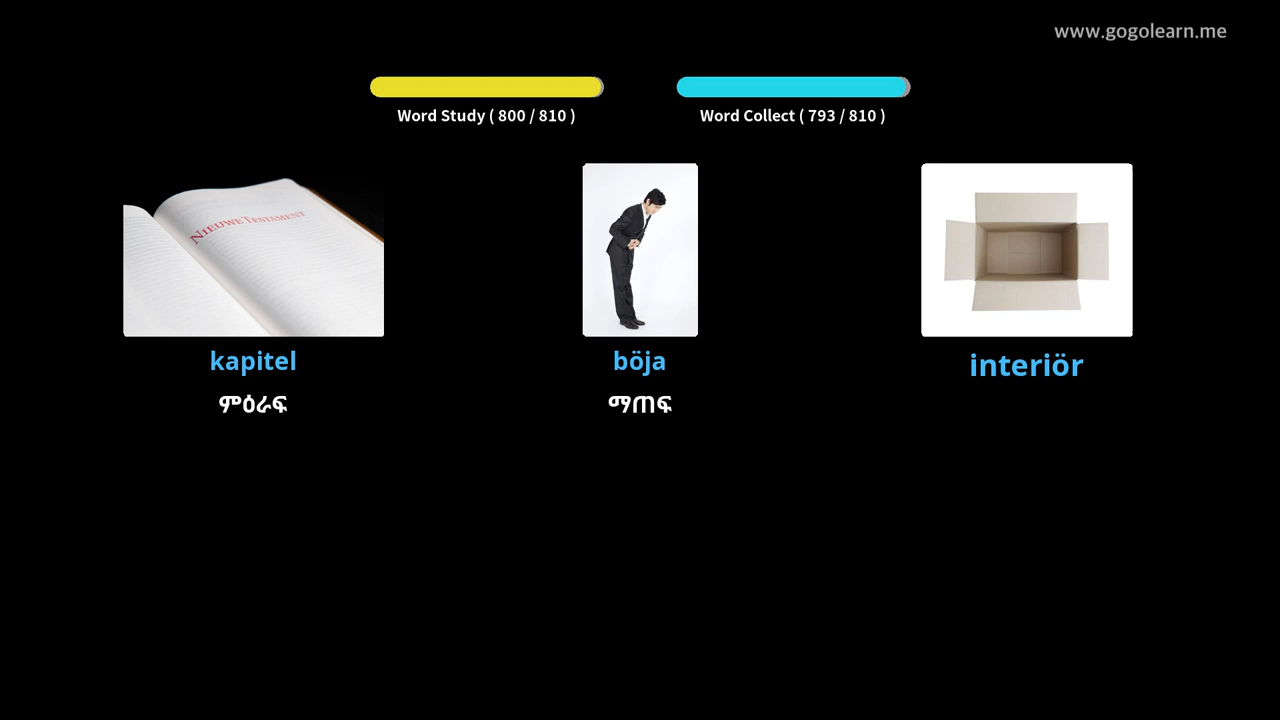 www.gogolearn.me
Word Study ( 800 / 810 )
Word Collect ( 793 / 810 )
NIEUWE TESTAMENT
kapitel
böja
interiör
ምዕራፍ
ማጠፍ